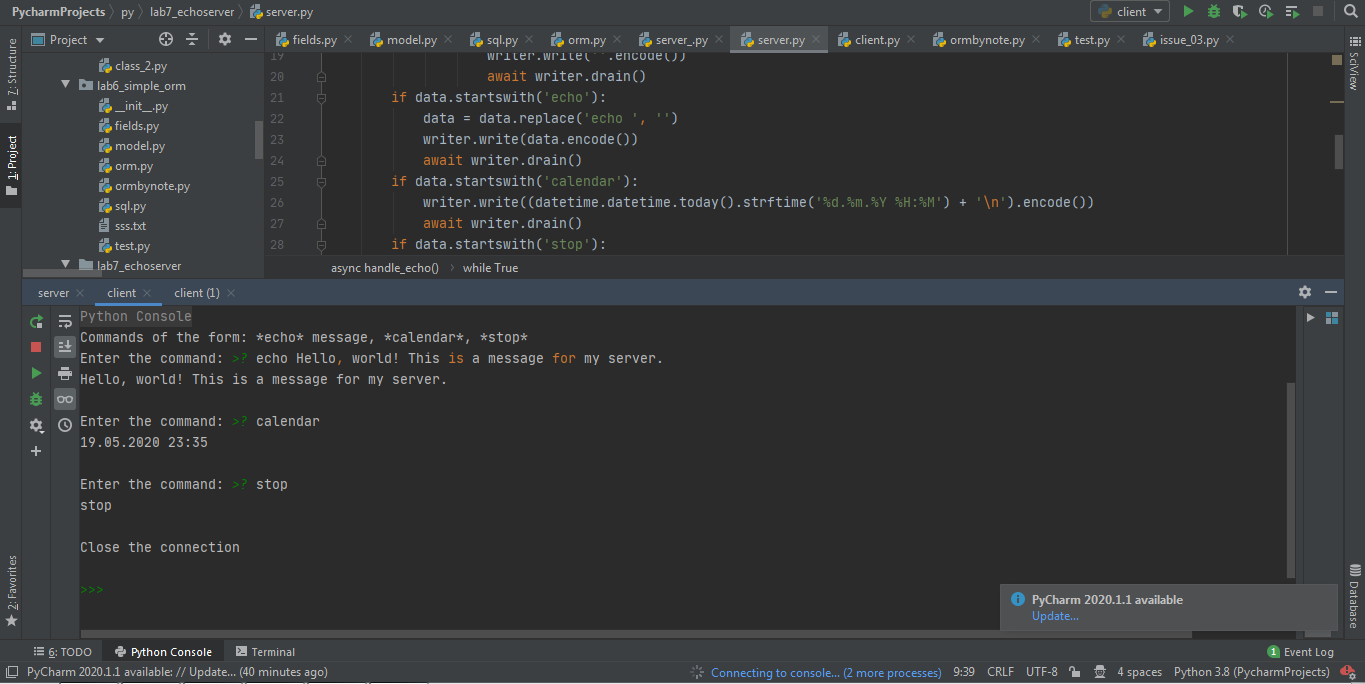 PycharmProjects py lab7_echoserver server.py client
Project
fields.py model.py sql.py orm.py server_.py server.py client.py ormbynote.py test.py issue_03.py
class_2.py
lab6_simple_orm
__init__.py
fields.py
model.py
orm.py
ormbynote.py
sql.py
sss.txt
test.py
lab7_echoserver
7: Structure
1: Project
2: Favorites
SciView
Database
19 writer.write(''.encode())
20 await writer.drain()
21 if data.startswith('echo'):
22 data = data.replace('echo ', '')
23 writer.write(data.encode())
24 await writer.drain()
25 if data.startswith('calendar'):
26 writer.write((datetime.datetime.today().strftime('%d.%m.%Y %H:%M') + '\n').encode())
27 await writer.drain()
28 if data.startswith('stop'):
async handle_echo() while True
server client client (1)
Python Console
Commands of the form: *echo* message, *calendar*, *stop*
Enter the command: >? echo Hello, world! This is a message for my server.
Hello, world! This is a message for my server.
Enter the command: >? calendar
19.05.2020 23:35
Enter the command: >? stop
stop
Close the connection
>>>
PyCharm 2020.1.1 available
Update...
6: TODO Python Console Terminal 1 Event Log
PyCharm 2020.1.1 available: // Update... (40 minutes ago) Connecting to console... (2 more processes) 9:39 CRLF UTF-8 4 spaces Python 3.8 (PycharmProjects)